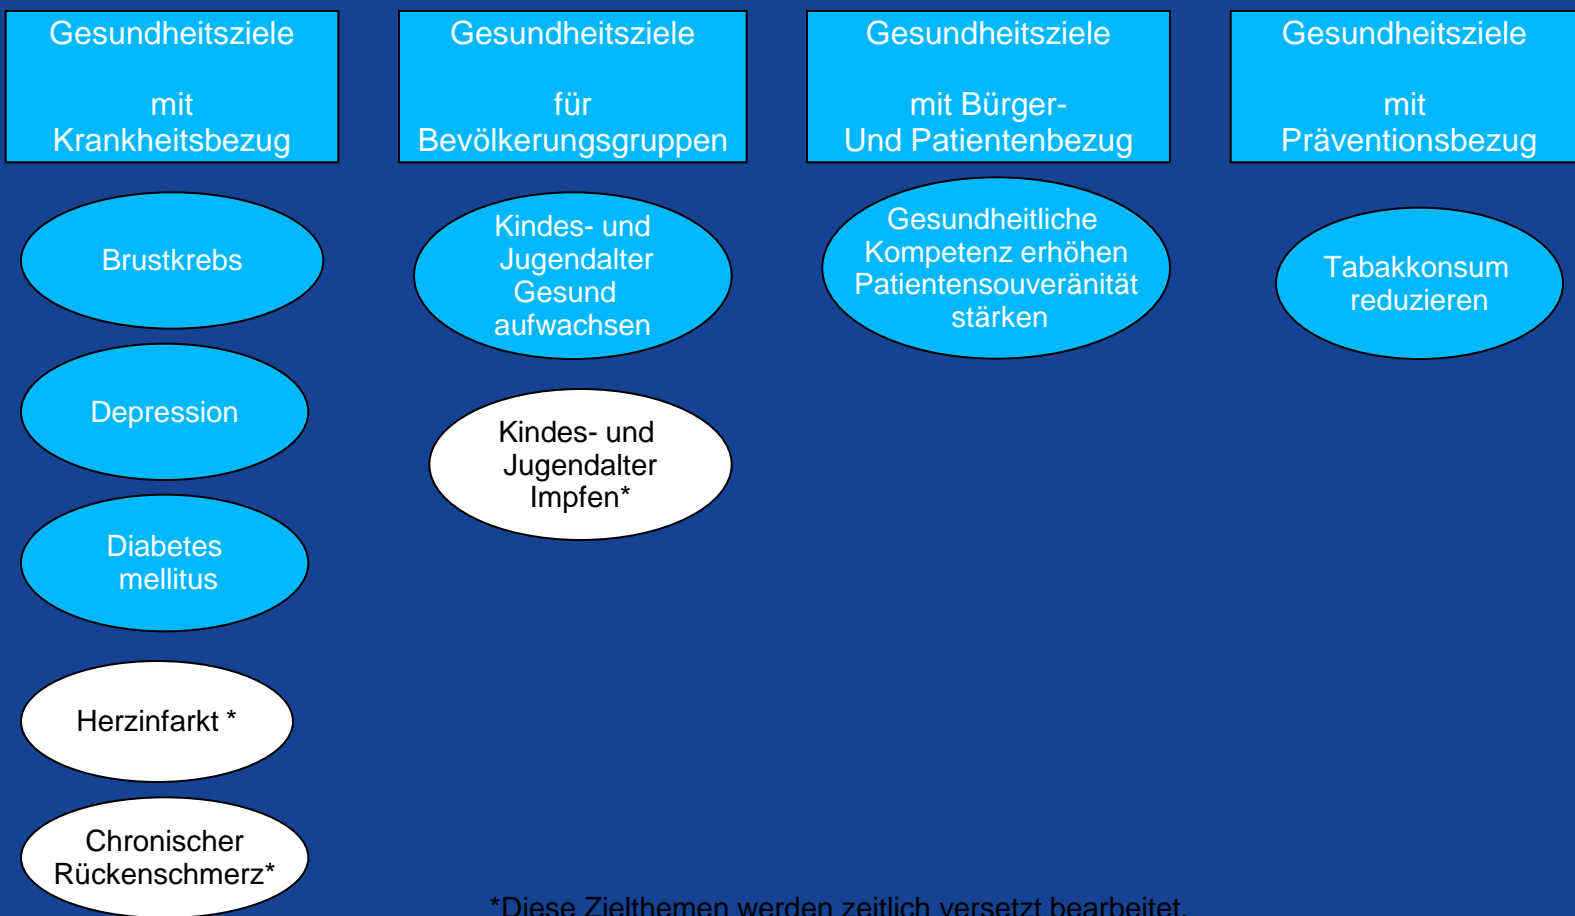 Gesundheitsziele
mit
Krankheitsbezug
Gesundheitsziele
für
Bevölkerungsgruppen
Gesundheitsziele
mit Bürger-
Und Patientenbezug
Gesundheitsziele
mit
Präventionsbezug
Brustkrebs
Depression
Diabetes
mellitus
Herzinfarkt *
Chronischer
Rückenschmerz*
Kindes- und
Jugendalter
Gesund
aufwachsen
Kindes- und
Jugendalter
Impfen*
Gesundheitliche
Kompetenz erhöhen
Patientensouveränität
stärken
Tabakkonsum
reduzieren
*Diese Zielthemen werden zeitlich versetzt bearbeitet.